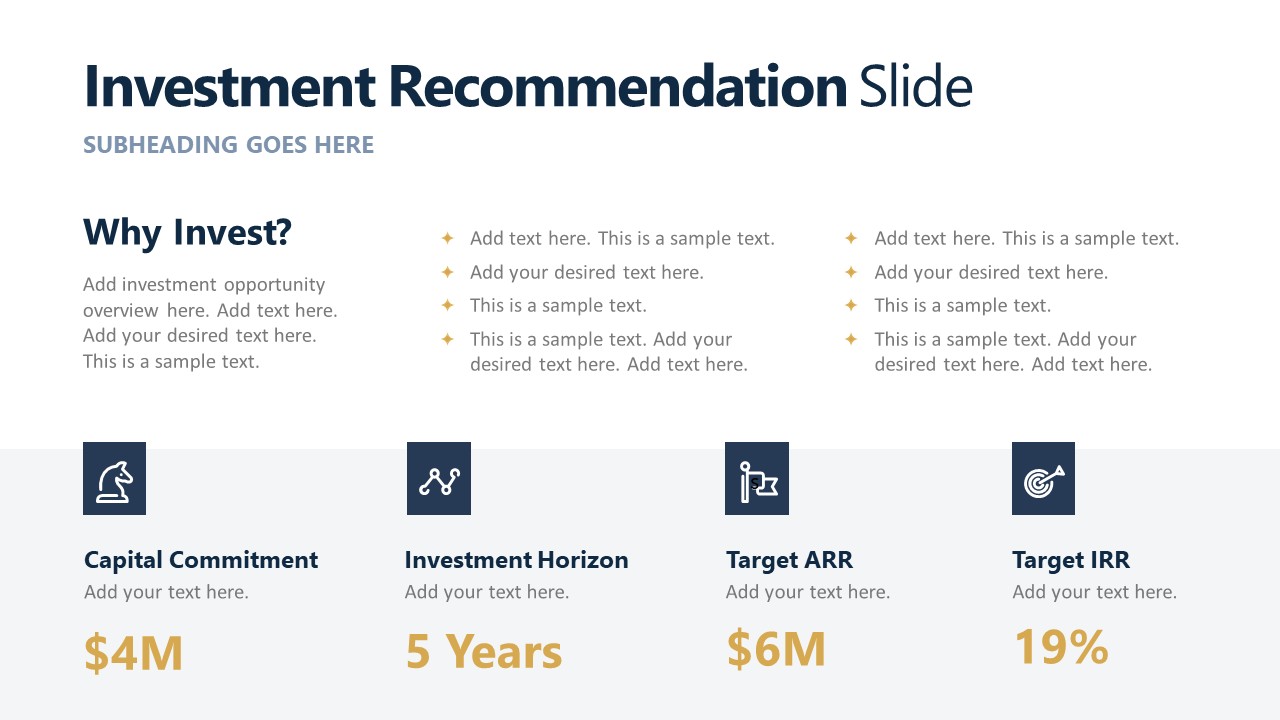 Investment Recommendation Slide
SUBHEADING GOES HERE
Why Invest?
Add investment opportunity
overview here. Add text here.
Add your desired text here.
This is a sample text.
✦ Add text here. This is a sample text.
✦ Add your desired text here.
✦ This is a sample text.
✦ This is a sample text. Add your
desired text here. Add text here.
✦ Add text here. This is a sample text.
✦ Add your desired text here.
✦ This is a sample text.
✦ This is a sample text. Add your
desired text here. Add text here.
S
Capital Commitment
Add your text here.
$4M
Investment Horizon
Add your text here.
5 Years
Target ARR
Add your text here.
$6M
Target IRR
Add your text here.
19%